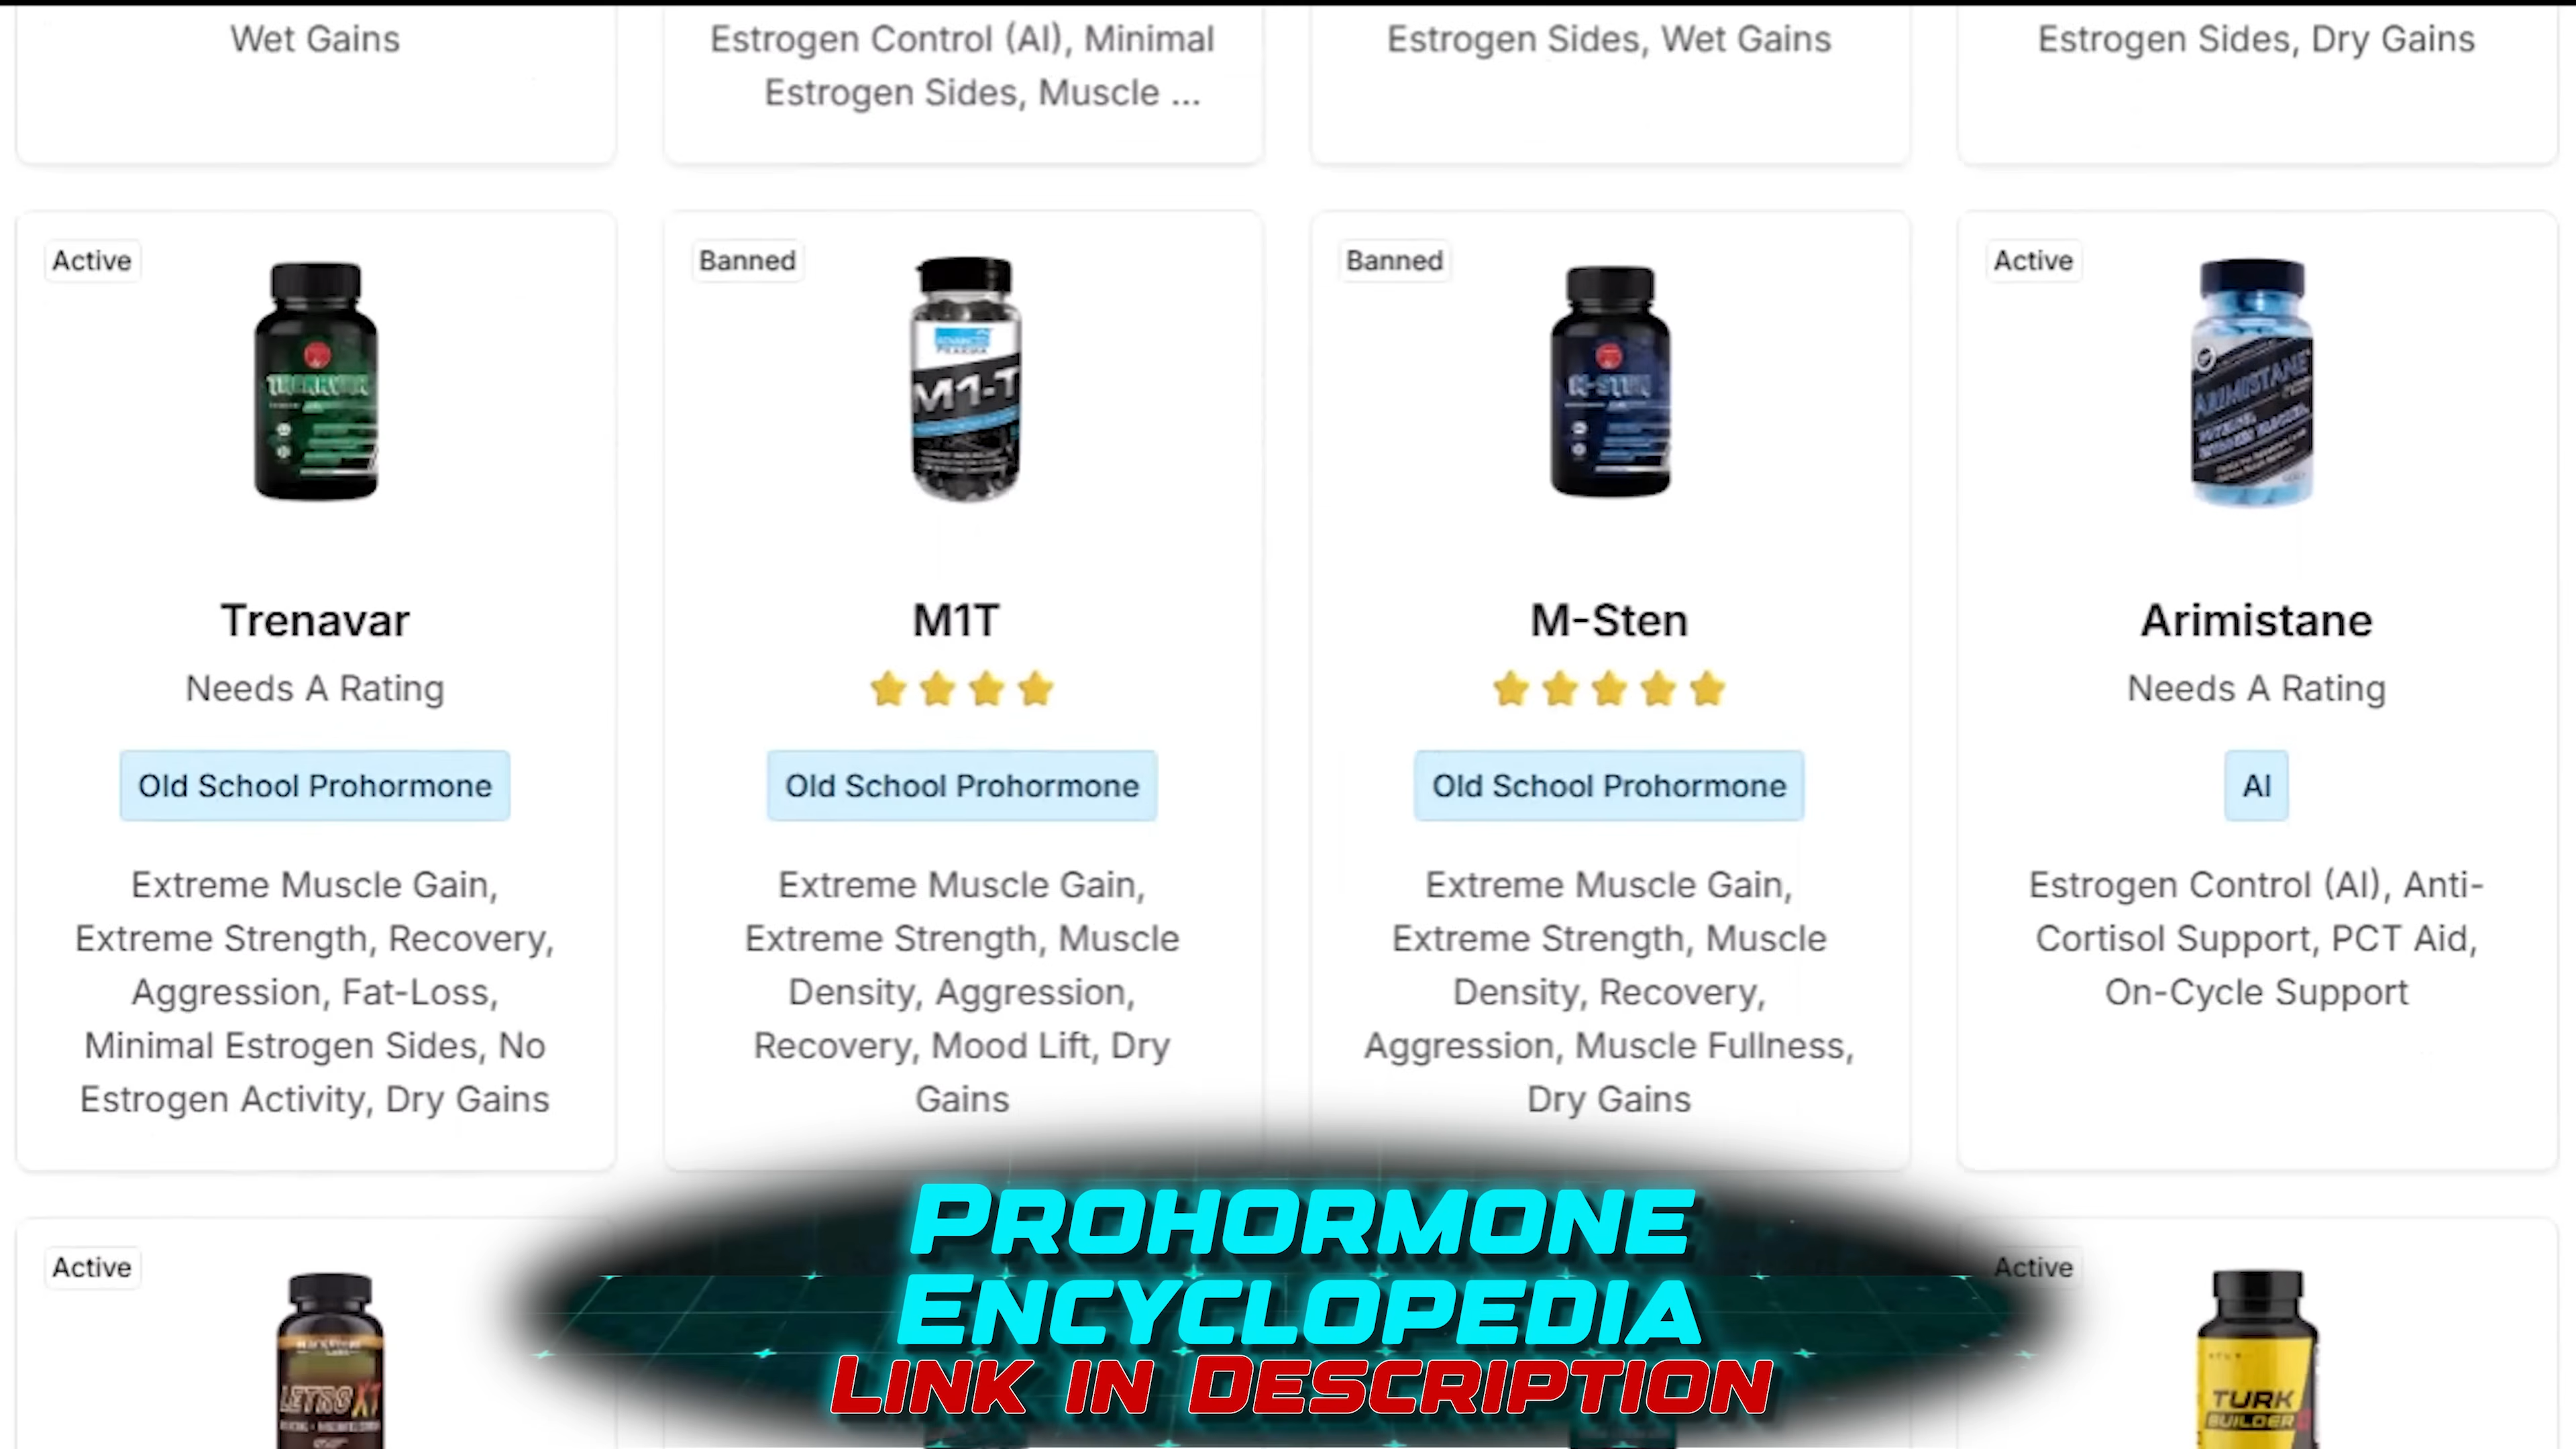 Wet Gains
Estrogen Control (AI), Minimal
Estrogen Sides, Muscle ...
Estrogen Sides, Wet Gains
Estrogen Sides, Dry Gains
Active
TRENAVAR
Trenavar
Needs A Rating
Old School Prohormone
Extreme Muscle Gain,
Extreme Strength, Recovery,
Aggression, Fat-Loss,
Minimal Estrogen Sides, No
Estrogen Activity, Dry Gains
Banned
ADVANCED
PHARMA
M1-T
M1T
Old School Prohormone
Extreme Muscle Gain,
Extreme Strength, Muscle
Density, Aggression,
Recovery, Mood Lift, Dry
Gains
Banned
M-STEN
M-Sten
Old School Prohormone
Extreme Muscle Gain,
Extreme Strength, Muscle
Density, Recovery,
Aggression, Muscle Fullness,
Dry Gains
Active
ARIMISTANE
Arimistane
Needs A Rating
AI
Estrogen Control (AI), Anti-
Cortisol Support, PCT Aid,
On-Cycle Support
Active
LETRO XT
Active
TURK
BUILDER
PROHORMONE
ENCYCLOPEDIA
LINK IN DESCRIPTION